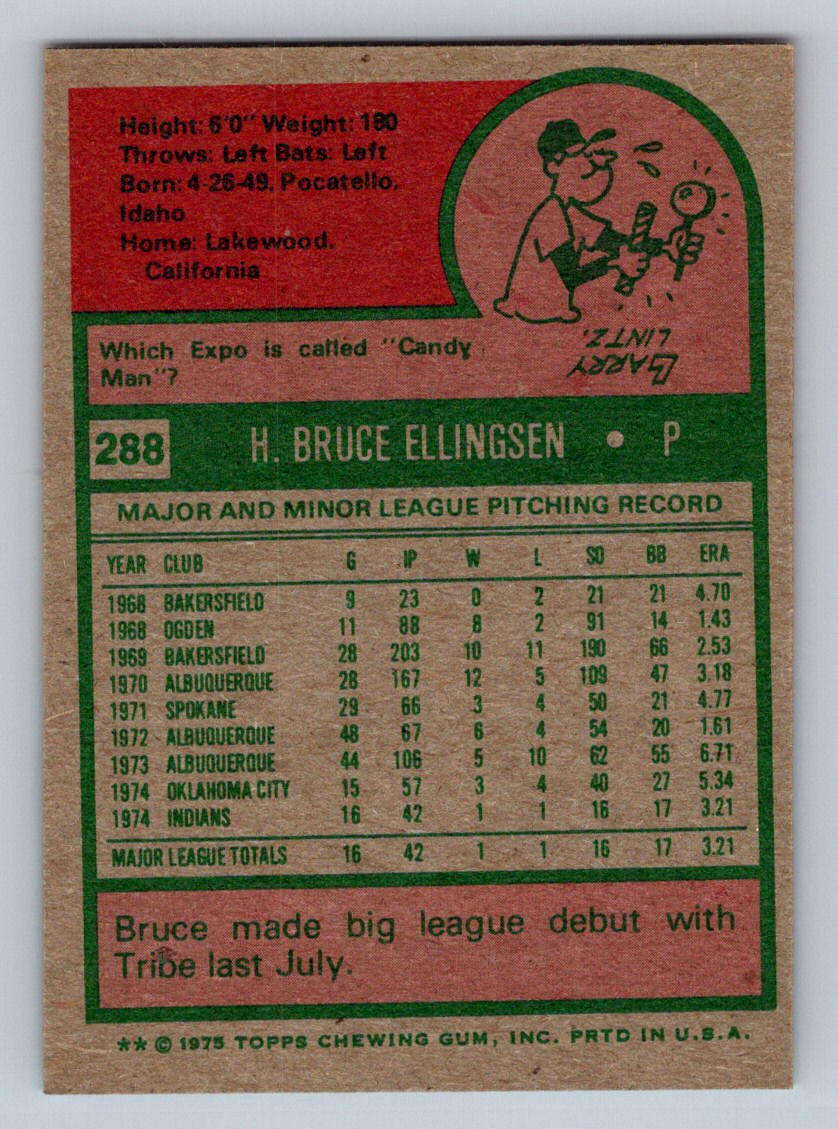 Height: 6'0" Weight: 180
Throws: Left Bats: Left
Born: 4-26-49, Pocatello,
Idaho
Home: Lakewood,
California
Which Expo is called "Candy
Man"?
GARRY
LINTZ.
288 H. BRUCE ELLINGSEN • P
MAJOR AND MINOR LEAGUE PITCHING RECORD
YEAR CLUB G IP W L SO BB ERA
1968 BAKERSFIELD 9 23 0 2 21 21 4.70
1968 OGDEN 11 88 8 2 91 14 1.43
1969 BAKERSFIELD 28 203 10 11 190 66 2.53
1970 ALBUQUERQUE 28 167 12 5 109 47 3.18
1971 SPOKANE 29 66 3 4 50 21 4.77
1972 ALBUQUERQUE 48 67 6 4 54 20 1.61
1973 ALBUQUERQUE 44 106 5 10 62 55 6.71
1974 OKLAHOMA CITY 15 57 3 4 40 27 5.34
1974 INDIANS 16 42 1 1 16 17 3.21
MAJOR LEAGUE TOTALS 16 42 1 1 16 17 3.21
Bruce made big league debut with
Tribe last July.
** © 1975 TOPPS CHEWING GUM, INC. PRTD IN U.S.A.